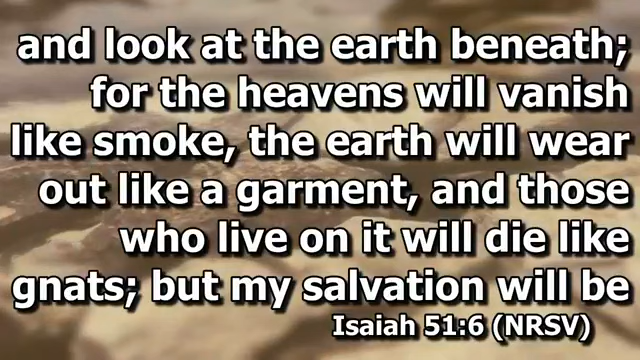 and look at the earth beneath;
for the heavens will vanish
like smoke, the earth will wear
out like a garment, and those
who live on it will die like
gnats; but my salvation will be
Isaiah 51:6 (NRSV)